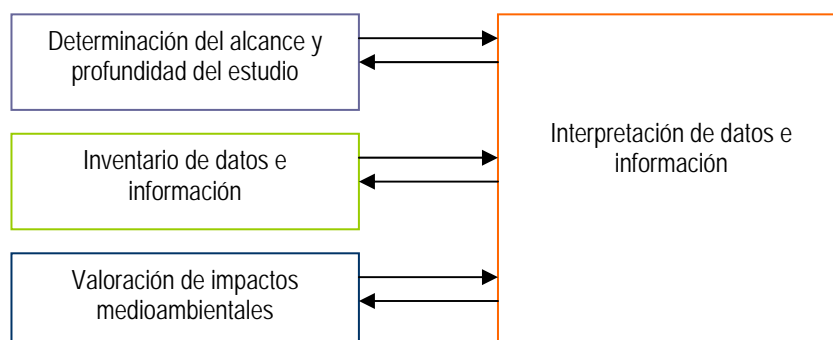 Determinación del alcance y
profundidad del estudio
Inventario de datos e
información
Valoración de impactos
medioambientales
Interpretación de datos e
información